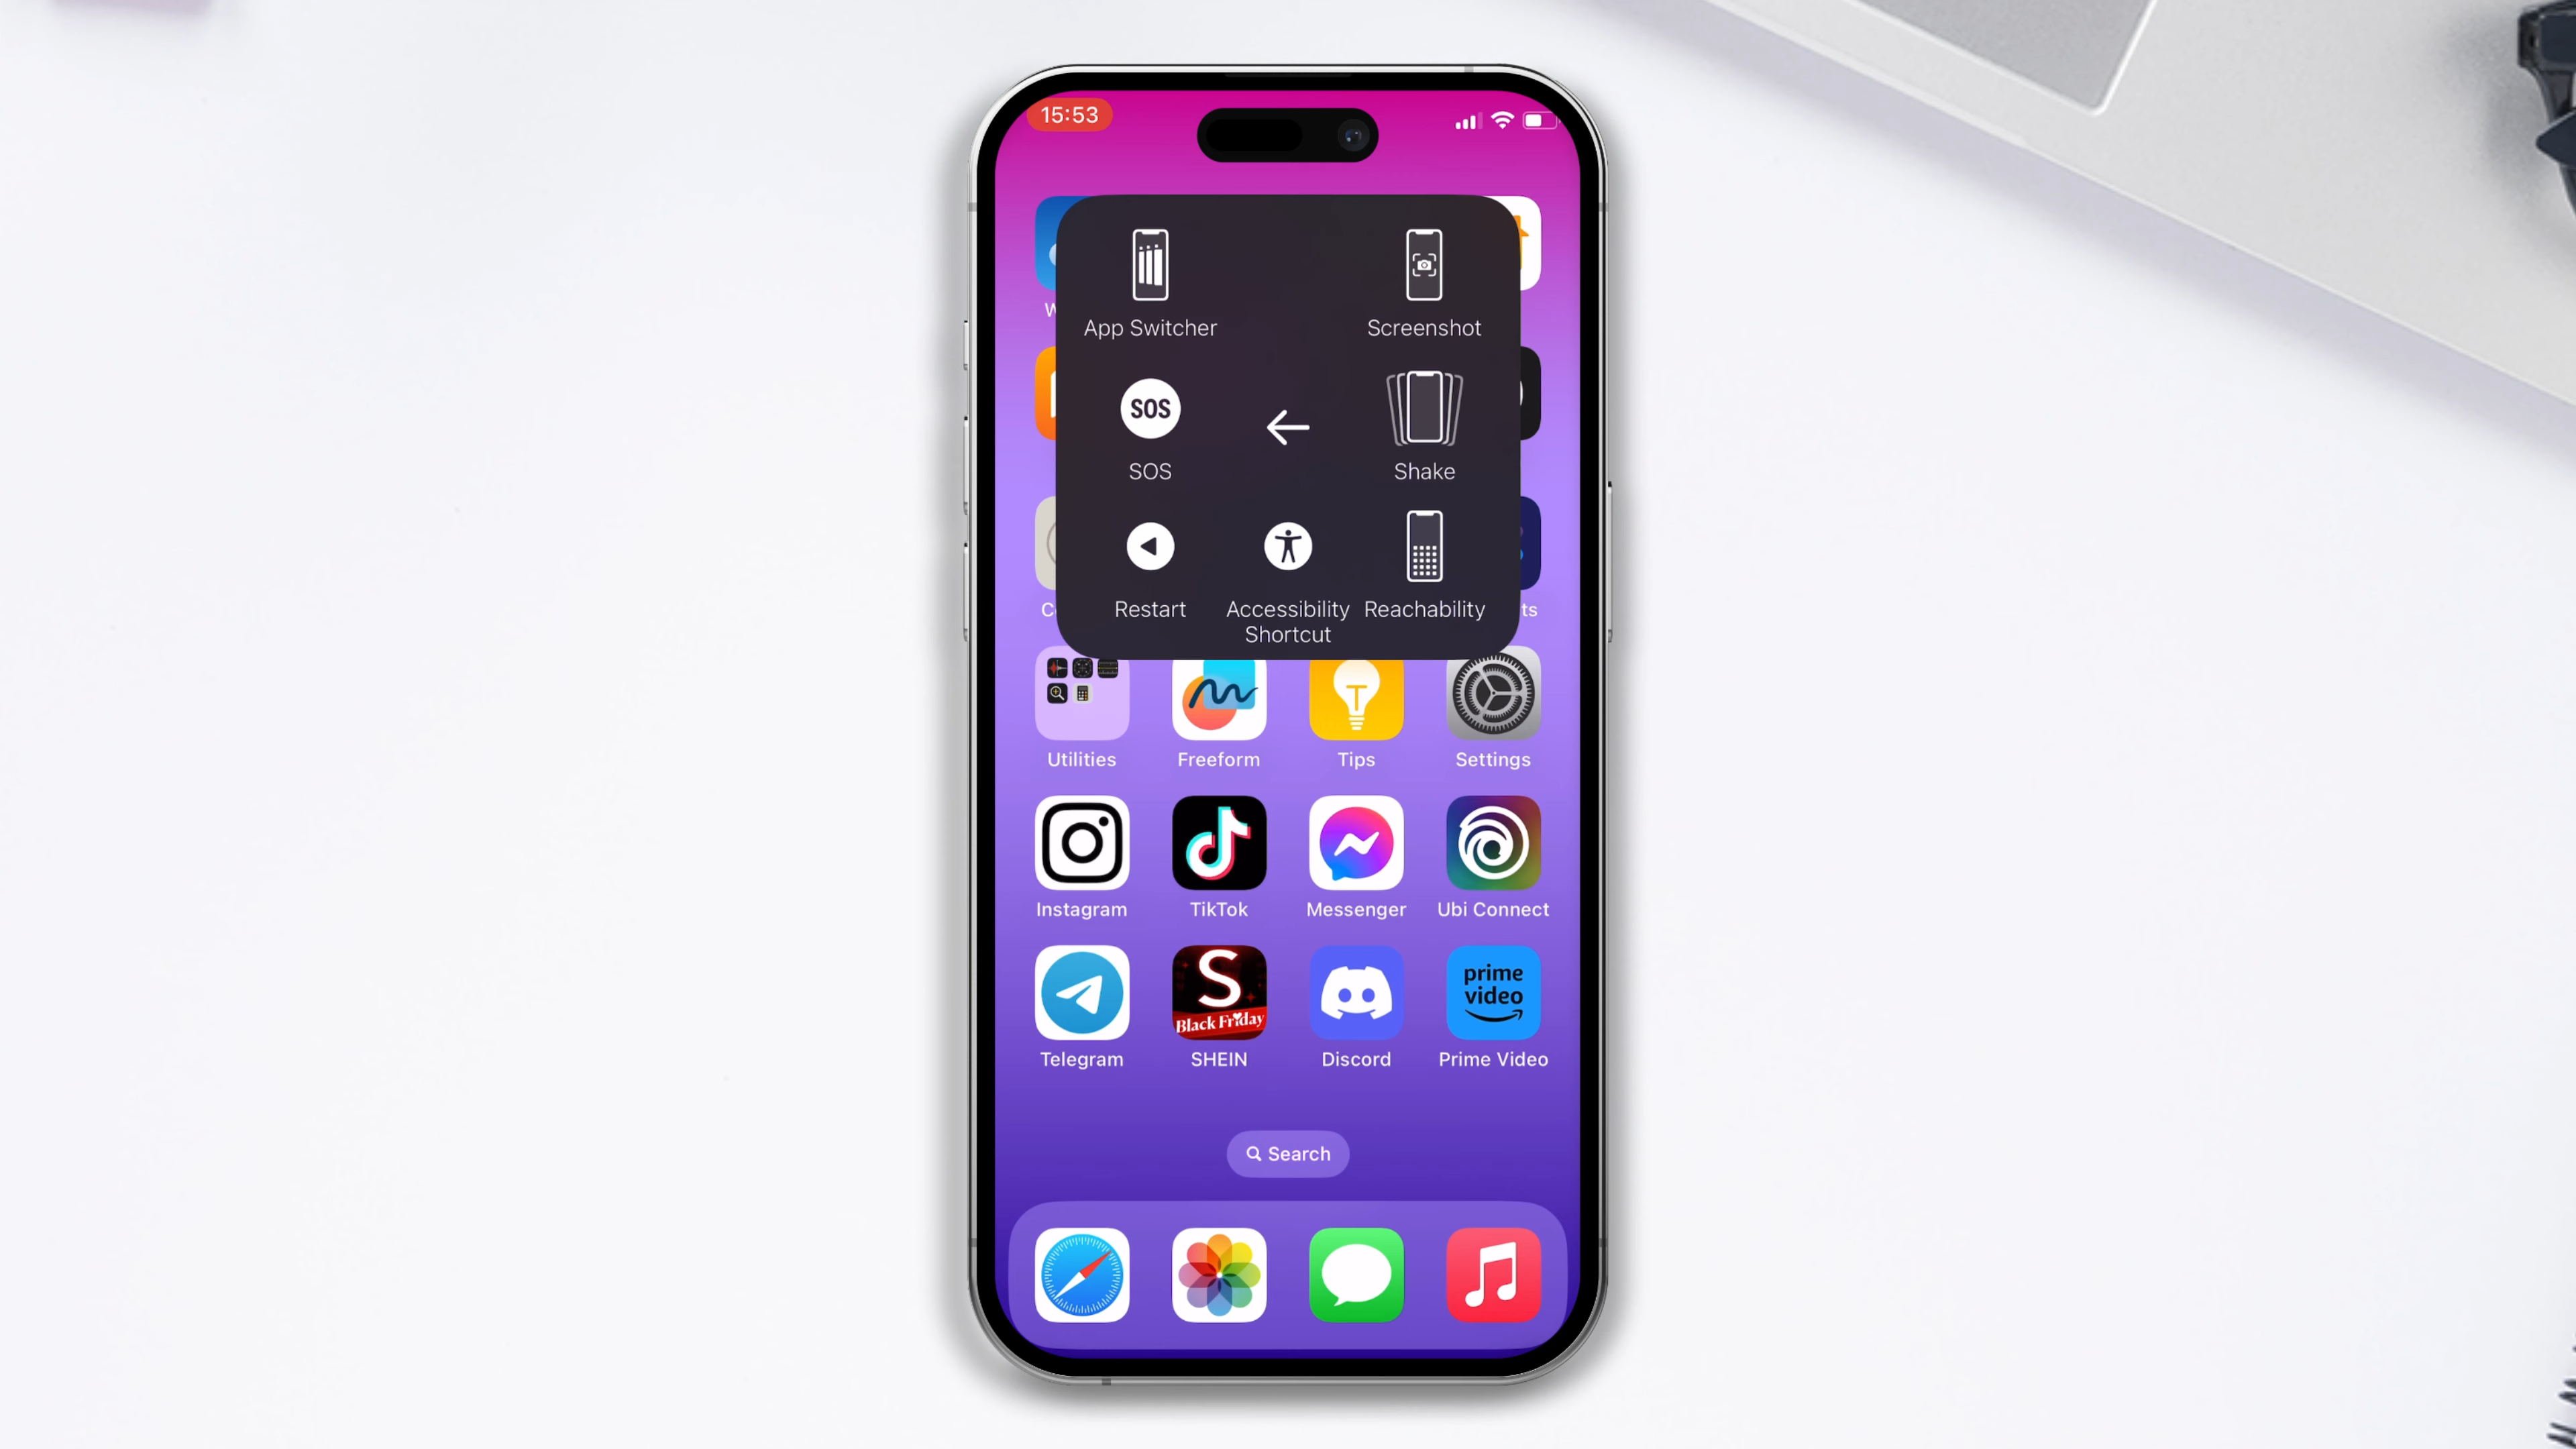 15:53
App Switcher
Screenshot
SOS
SOS
Shake
Restart
Accessibility
Shortcut
Reachability
Utilities
Freeform
Tips
Settings
Instagram
TikTok
Messenger
Ubi Connect
S
Black Friday
prime
video
Telegram
SHEIN
Discord
Prime Video
Search